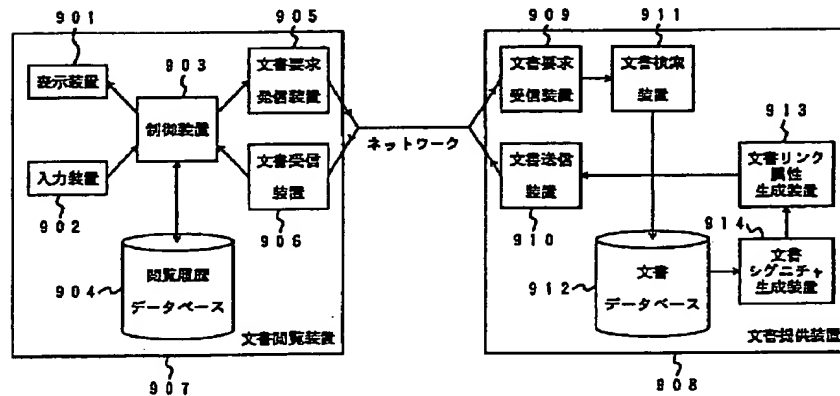 901
表示装置
903
制御装置
入力装置
902
905
文書要求
発信装置
文書受信
装置
906
904
閲覧履歴
データベース
文書閲覧装置
907
ネットワーク
909
文書要求
受信装置
911
文書検索
装置
文書送信
装置
910
913
文書リンク
属性
生成装置
914
文書
シグニチャ
生成装置
912
文書
データベース
文書提供装置
908